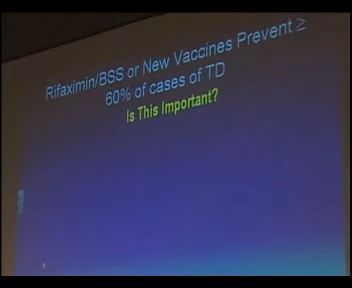 Rifaximin/BSS or New Vaccines Prevent ≥
60% of cases of TD
Is This Important?